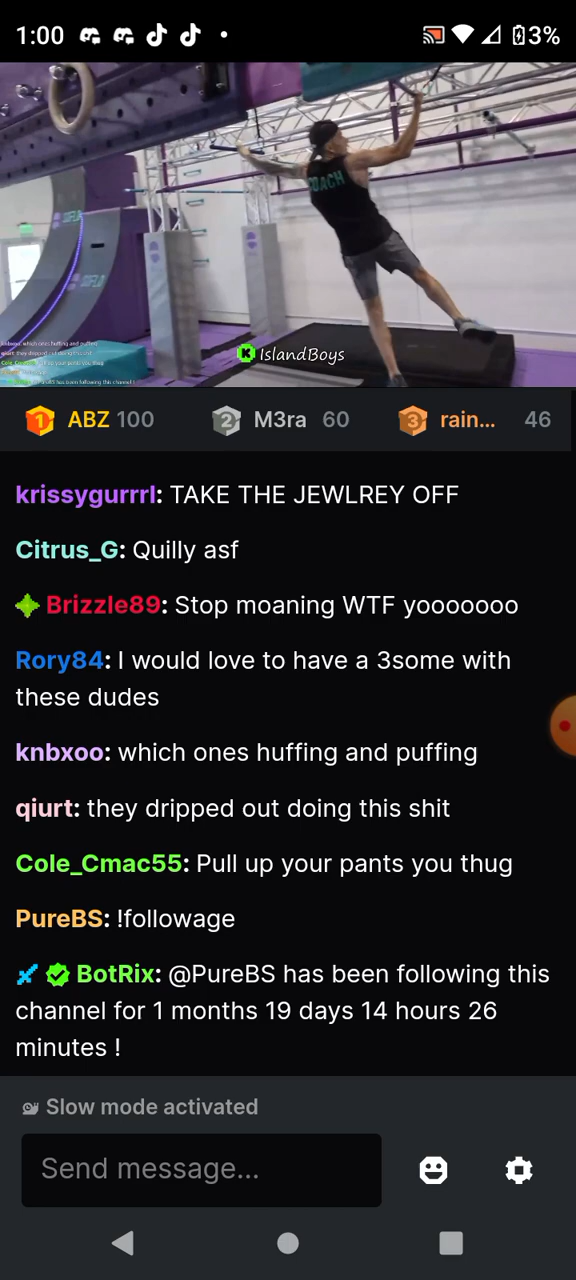 1:00
3%
COACH
IslandBoys
1 ABZ 100
2 M3ra 60
3 rain... 46
krissygurrrl: TAKE THE JEWLREY OFF
Citrus_G: Quilly asf
Brizzle89: Stop moaning WTF yooooooo
Rory84: I would love to have a 3some with
these dudes
knbxoo: which ones huffing and puffing
qiurt: they dripped out doing this shit
Cole_Cmac55: Pull up your pants you thug
PureBS: !followage
BotRix: @PureBS has been following this
channel for 1 months 19 days 14 hours 26
minutes !
Slow mode activated
Send message...